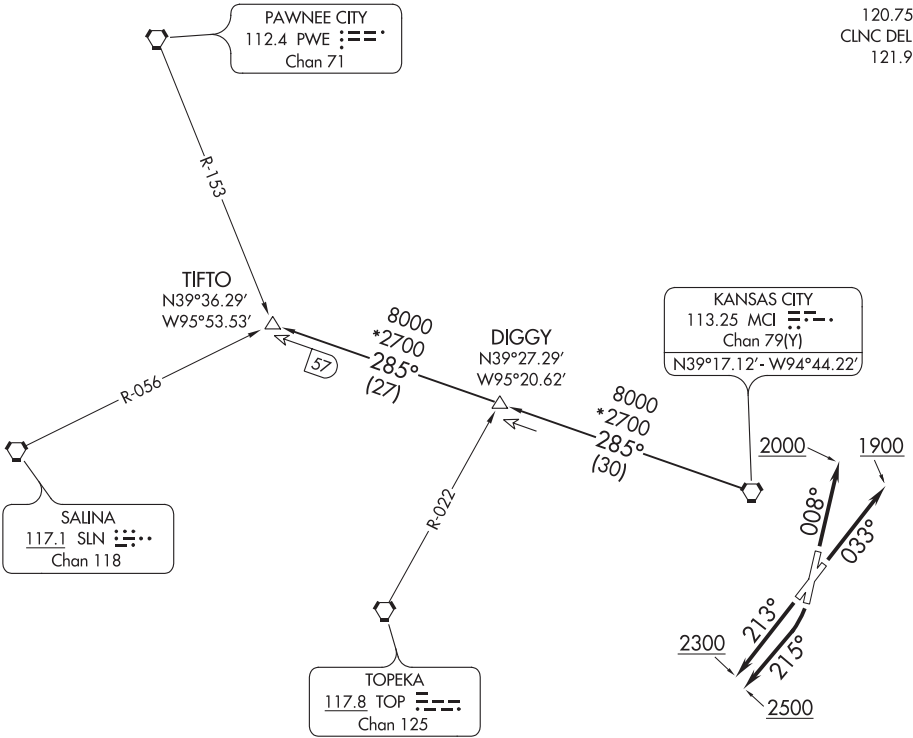 120.75
CLNC DEL
121.9
PAWNEE CITY
112.4 PWE
Chan 71
R-153
TIFTO
N39°36.29'
W95°53.53'
8000
*2700
285°
(27)
57
DIGGY
N39°27.29'
W95°20.62'
KANSAS CITY
113.25 MCI
Chan 79(Y)
N39°17.12'- W94°44.22'
8000
*2700
285°
(30)
R-056
R-022
2000
1900
008°
033°
SALINA
117.1 SLN
Chan 118
213°
215°
2300
2500
TOPEKA
117.8 TOP
Chan 125